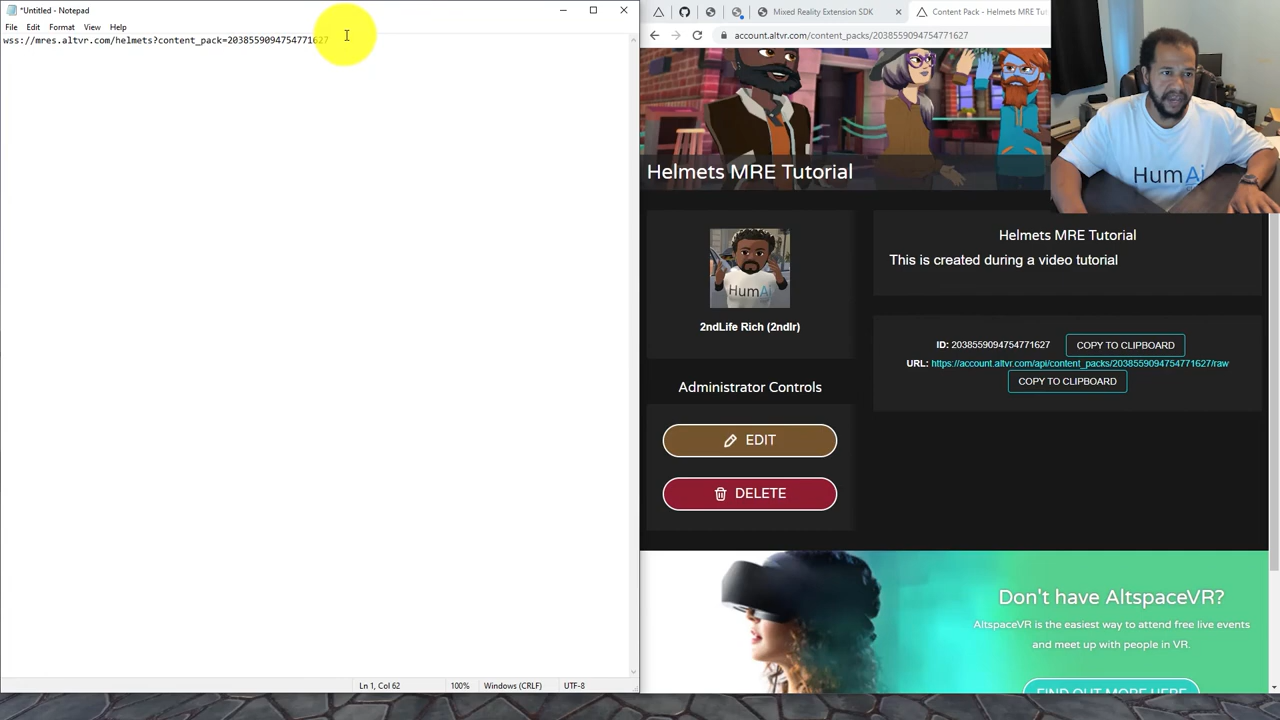 *Untitled - Notepad
File Edit Format View Help
wss://mres.altvr.com/helmets?content_pack=2038559094754771627
Ln 1, Col 62 100% Windows (CRLF) UTF-8
Mixed Reality Extension SDK
Content Pack - Helmets MRE Tut
account.altvr.com/content_packs/2038559094754771627
HumAi
Helmets MRE Tutorial
HumAi
2ndLife Rich (2ndlr)
Administrator Controls
EDIT
DELETE
Helmets MRE Tutorial
This is created during a video tutorial
ID: 2038559094754771627 COPY TO CLIPBOARD
URL: https://account.altvr.com/api/content_packs/2038559094754771627/raw
COPY TO CLIPBOARD
Don't have AltspaceVR?
AltspaceVR is the easiest way to attend free live events
and meet up with people in VR.
FIND OUT MORE HERE